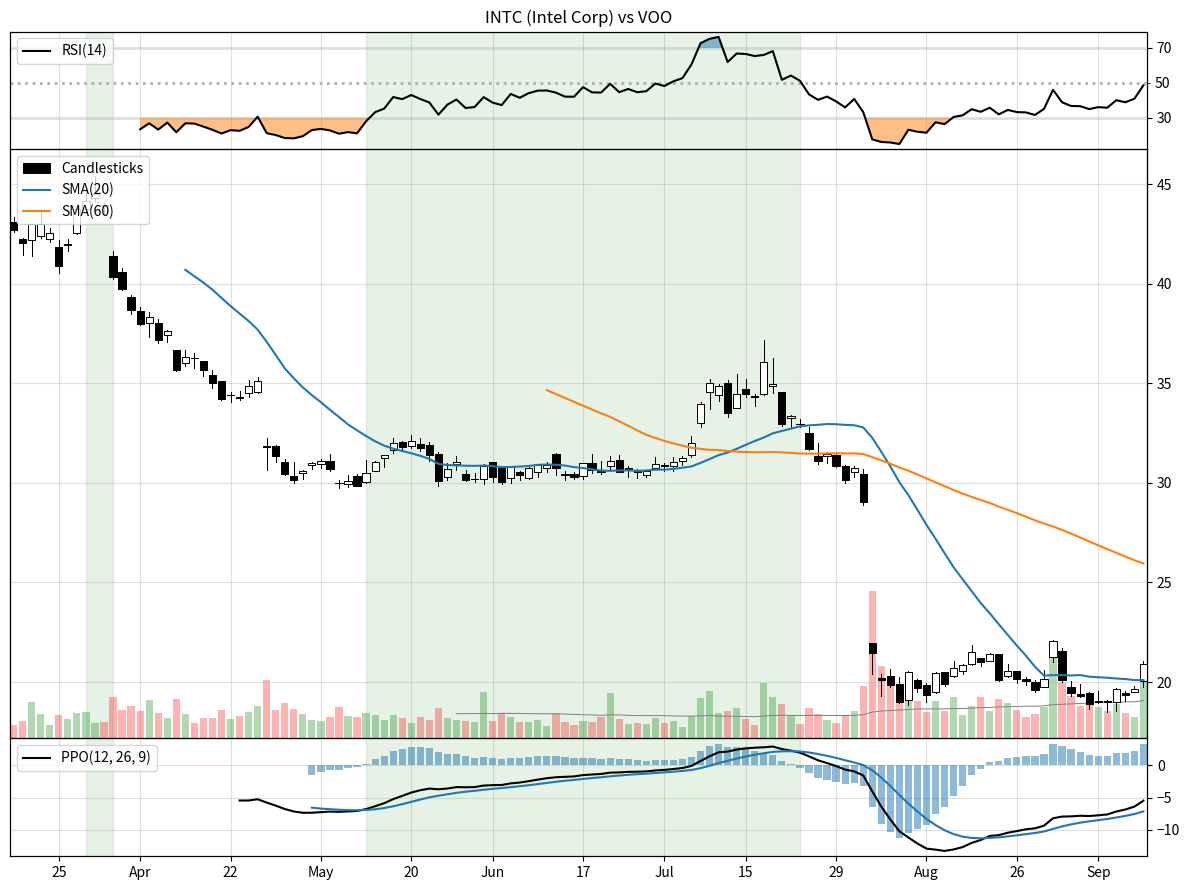 INTC (Intel Corp) vs VOO
RSI(14)
70
50
30
Candlesticks
SMA(20)
SMA(60)
45
40
35
30
25
20
PPO(12, 26, 9)
0
−5
−10
25 Apr 22 May 20 Jun 17 Jul 15 29 Aug 26 Sep